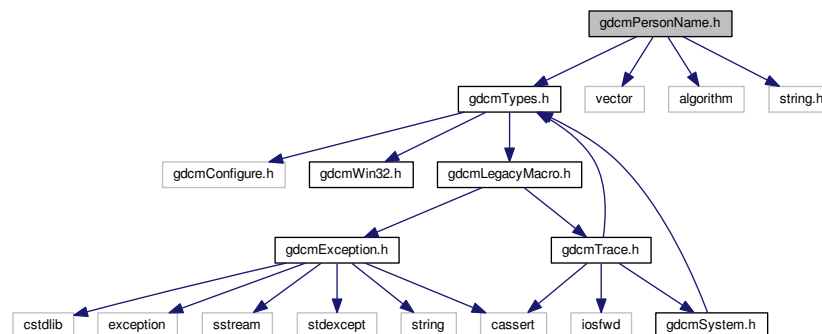 gdcmPersonName.h
gdcmTypes.h
vector
algorithm
string.h
gdcmConfigure.h
gdcmWin32.h
gdcmLegacyMacro.h
gdcmException.h
gdcmTrace.h
cstdlib
exception
sstream
stdexcept
string
cassert
iosfwd
gdcmSystem.h